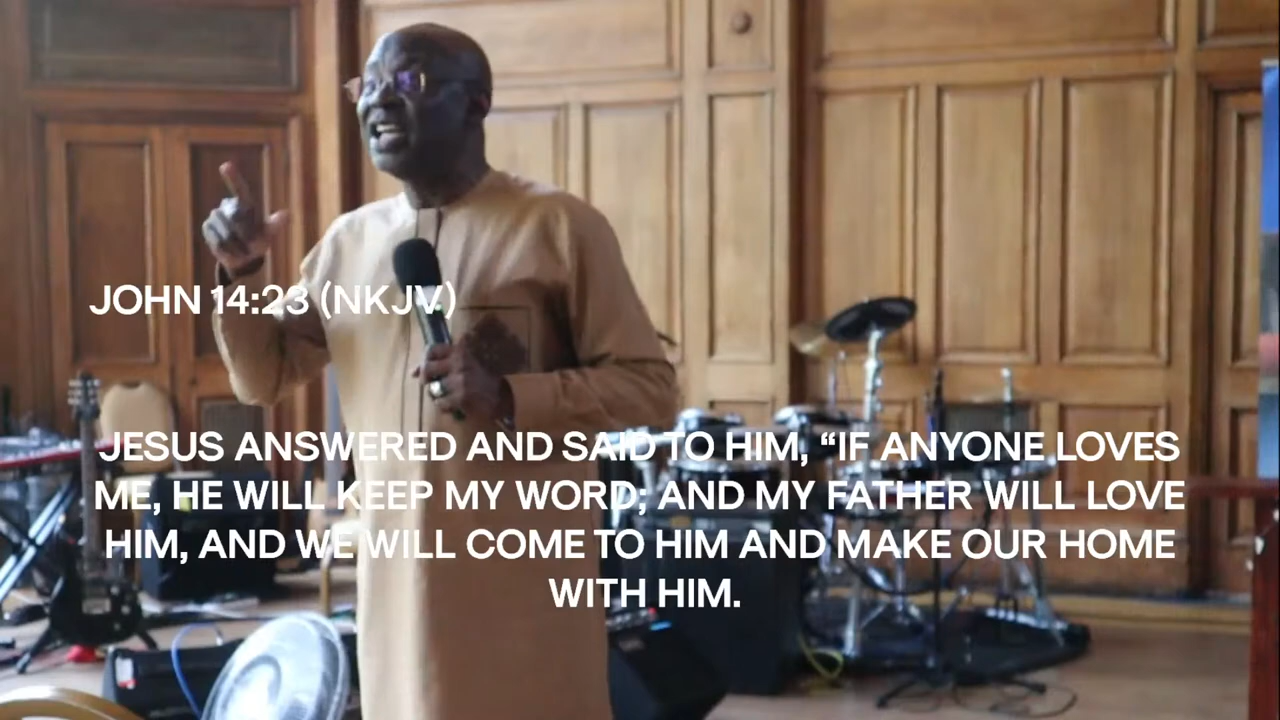 JOHN 14:23 (NKJV)
JESUS ANSWERED AND SAID TO HIM, “IF ANYONE LOVES
ME, HE WILL KEEP MY WORD; AND MY FATHER WILL LOVE
HIM, AND WE WILL COME TO HIM AND MAKE OUR HOME
WITH HIM.